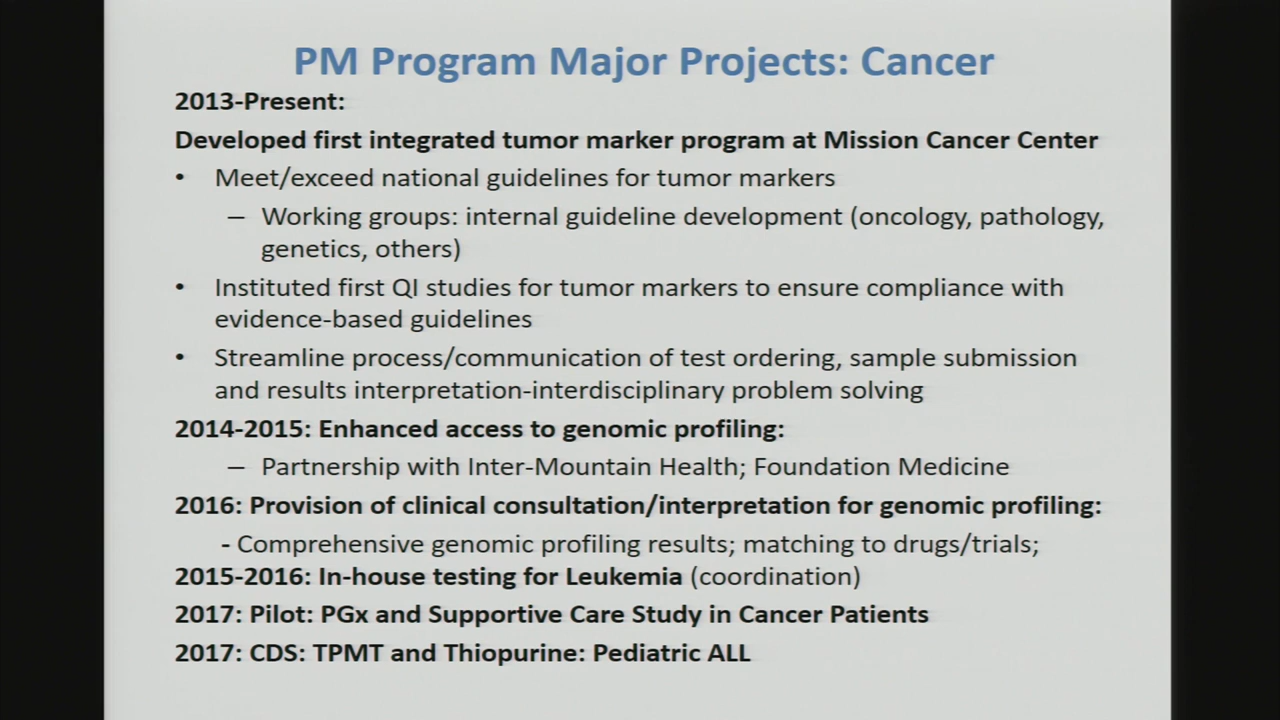 PM Program Major Projects: Cancer
2013-Present:
Developed first integrated tumor marker program at Mission Cancer Center
• Meet/exceed national guidelines for tumor markers
– Working groups: internal guideline development (oncology, pathology,
genetics, others)
• Instituted first QI studies for tumor markers to ensure compliance with
evidence-based guidelines
• Streamline process/communication of test ordering, sample submission
and results interpretation-interdisciplinary problem solving
2014-2015: Enhanced access to genomic profiling:
– Partnership with Inter-Mountain Health; Foundation Medicine
2016: Provision of clinical consultation/interpretation for genomic profiling:
- Comprehensive genomic profiling results; matching to drugs/trials;
2015-2016: In-house testing for Leukemia (coordination)
2017: Pilot: PGx and Supportive Care Study in Cancer Patients
2017: CDS: TPMT and Thiopurine: Pediatric ALL